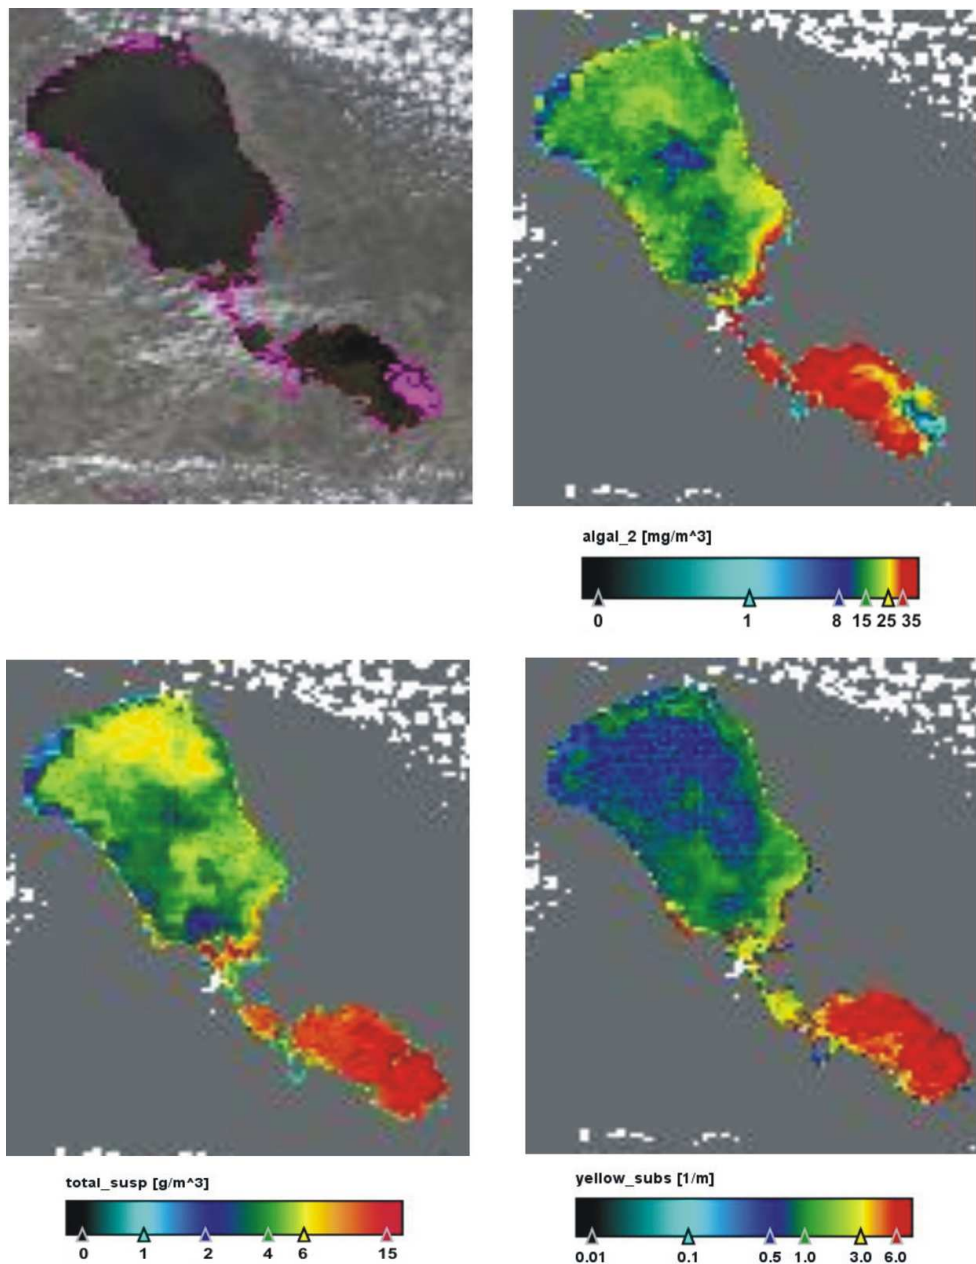 algal_2 [mg/m^3]
0 1 8 15 25 35
total_susp [g/m^3]
0 1 2 4 6 15
yellow_subs [1/m]
0.01 0.1 0.5 1.0 3.0 6.0